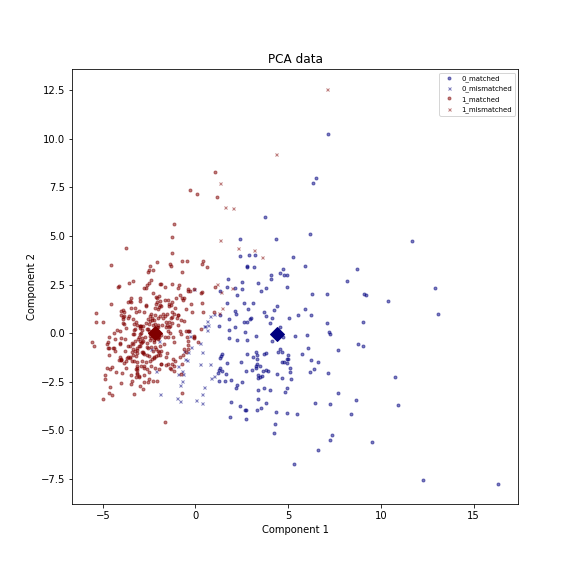 PCA data
0_matched
0_mismatched
1_matched
1_mismatched
12.5
10.0
7.5
5.0
2.5
0.0
−2.5
−5.0
−7.5
Component 2
−5
0
5
10
15
Component 1